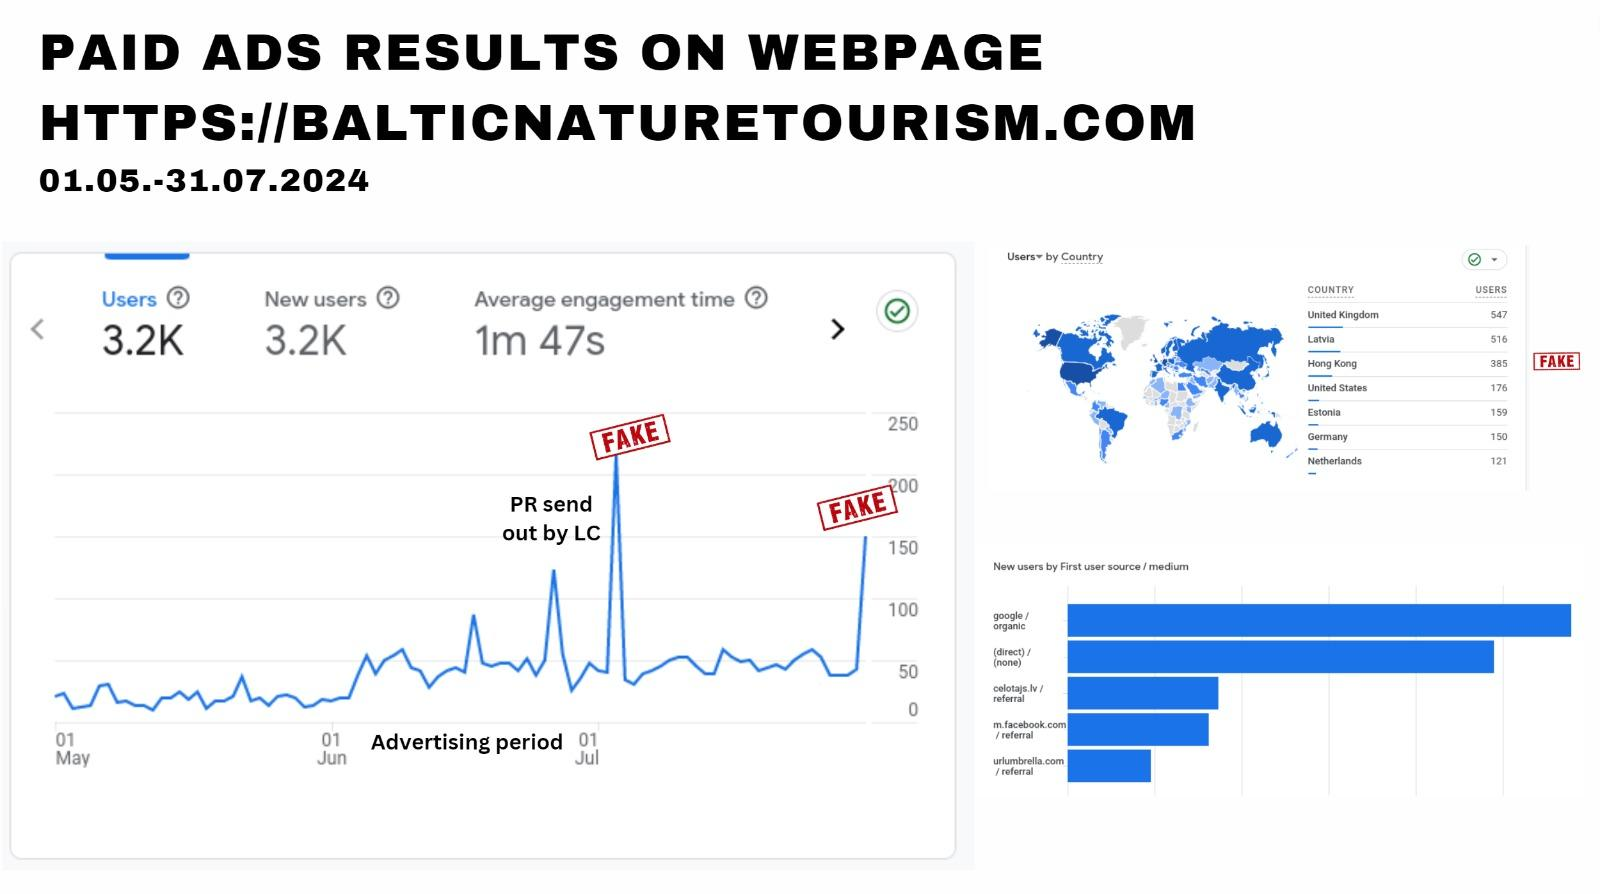 PAID ADS RESULTS ON WEBPAGE
HTTPS://BALTICNATURETOURISM.COM
01.05.-31.07.2024
Users
3.2K
New users
3.2K
Average engagement time
1m 47s
250
200
150
100
50
0
FAKE
FAKE
PR send
out by LC
01
May
01
Jun
Advertising period
01
Jul
Users by Country
COUNTRY USERS
United Kingdom 547
Latvia 516
Hong Kong 385
United States 176
Estonia 159
Germany 150
Netherlands 121
FAKE
New users by First user source / medium
google /
organic
(direct) /
(none)
celotajs.lv /
referral
m.facebook.com
/ referral
urlumbrella.com
/ referral